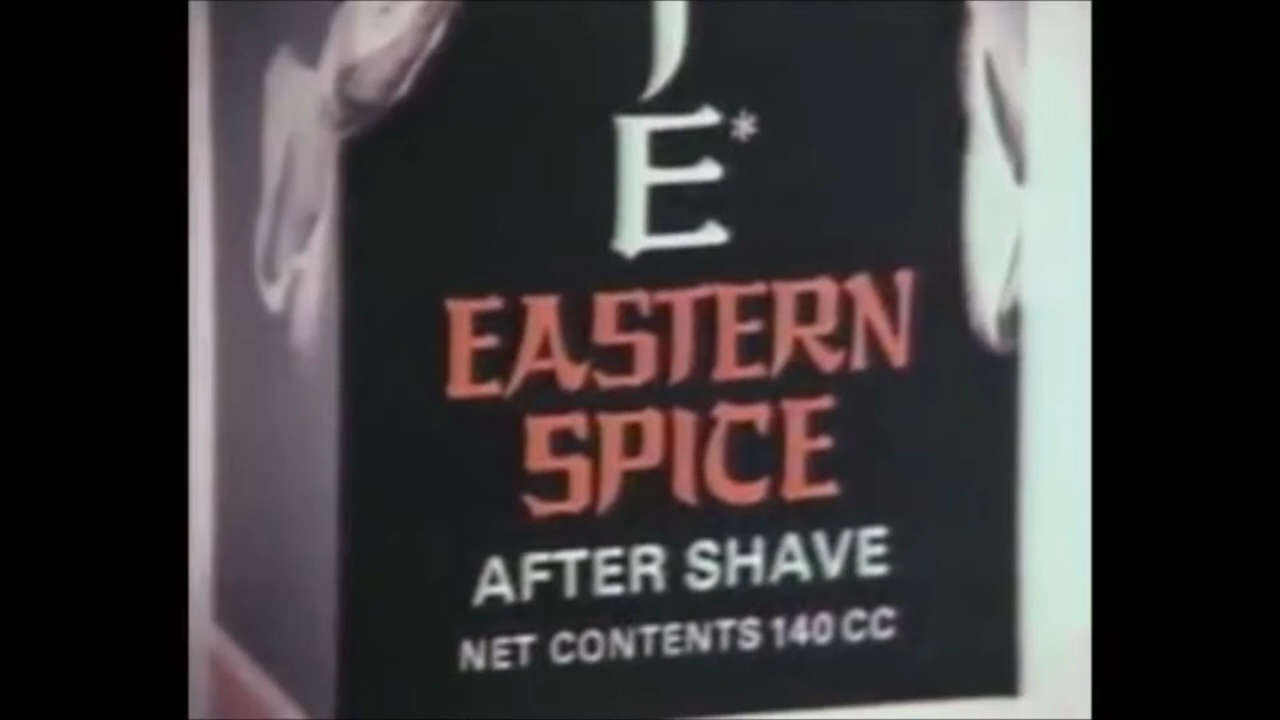 E*
EASTERN
SPICE
AFTER SHAVE
NET CONTENTS 140 CC